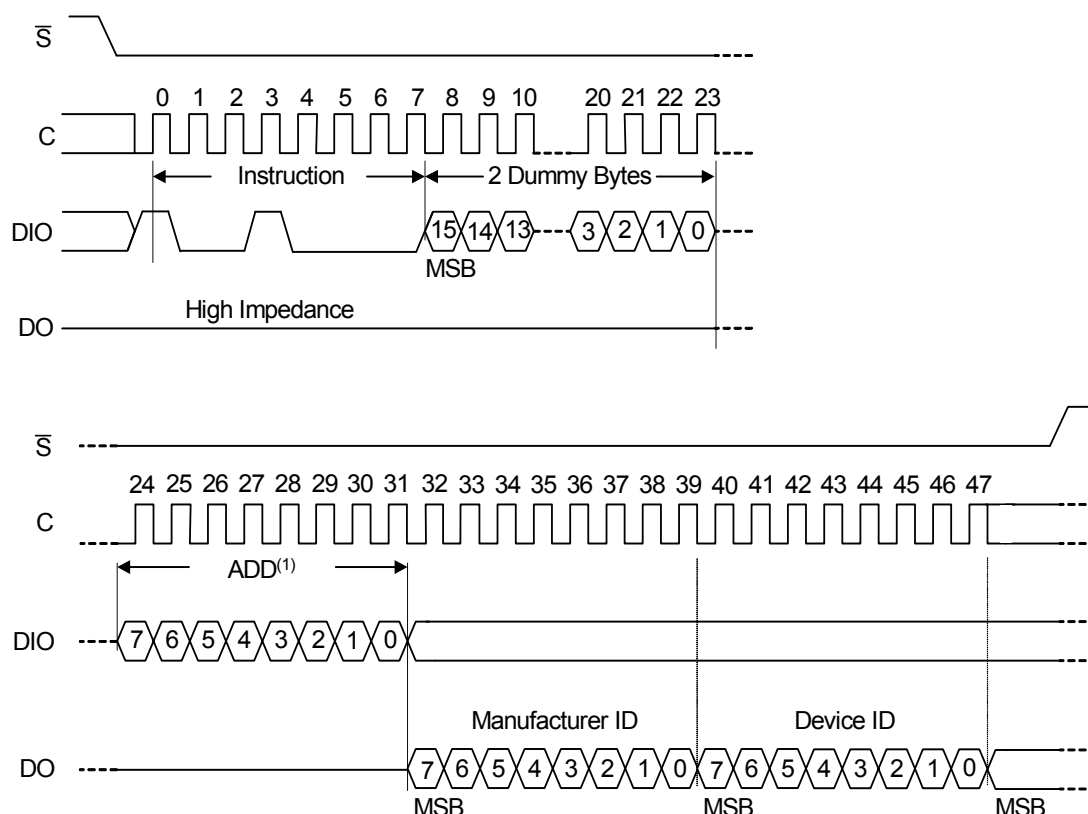 S
0 1 2 3 4 5 6 7 8 9 10 20 21 22 23
C
Instruction 2 Dummy Bytes
DIO 15 14 13 3 2 1 0
MSB
High Impedance
DO
S
24 25 26 27 28 29 30 31 32 33 34 35 36 37 38 39 40 41 42 43 44 45 46 47
C
ADD(1)
DIO 7 6 5 4 3 2 1 0
Manufacturer ID Device ID
DO 7 6 5 4 3 2 1 0 7 6 5 4 3 2 1 0
MSB MSB MSB